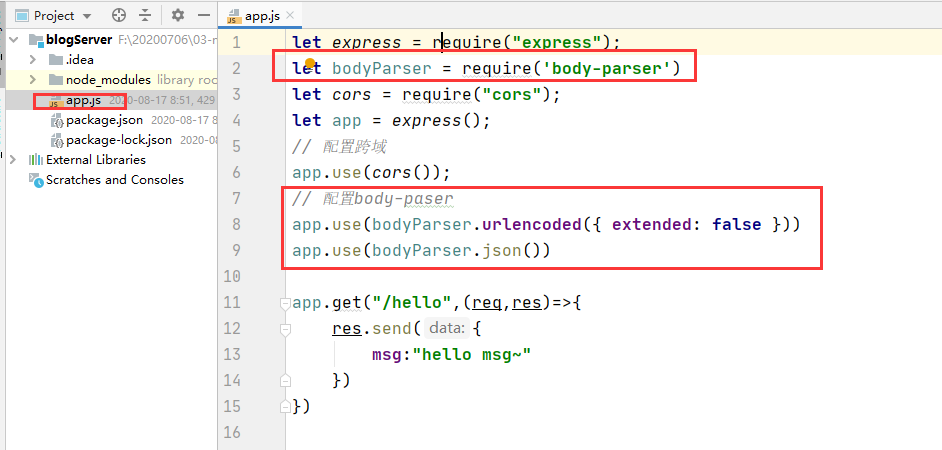 Project
app.js
blogServer F:\20200706\03-n
.idea
node_modules library roo
app.js 2020-08-17 8:51, 429
package.json 2020-08-17 8
package-lock.json 2020-08
External Libraries
Scratches and Consoles
1 let express = require("express");
2 let bodyParser = require('body-parser')
3 let cors = require("cors");
4 let app = express();
5 // 配置跨域
6 app.use(cors());
7 // 配置body-paser
8 app.use(bodyParser.urlencoded({ extended: false }))
9 app.use(bodyParser.json())
10
11 app.get("/hello",(req,res)=>{
12 res.send( data: {
13 msg:"hello msg~"
14 })
15 })
16